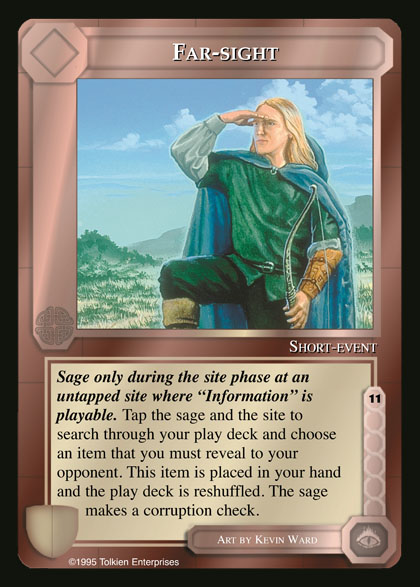 Far-sight
Short-event
Sage only during the site phase at an
untapped site where “Information” is
playable. Tap the sage and the site to
search through your play deck and choose
an item that you must reveal to your
opponent. This item is placed in your hand
and the play deck is reshuffled. The sage
makes a corruption check.
11
Art by Kevin Ward
©1995 Tolkien Enterprises